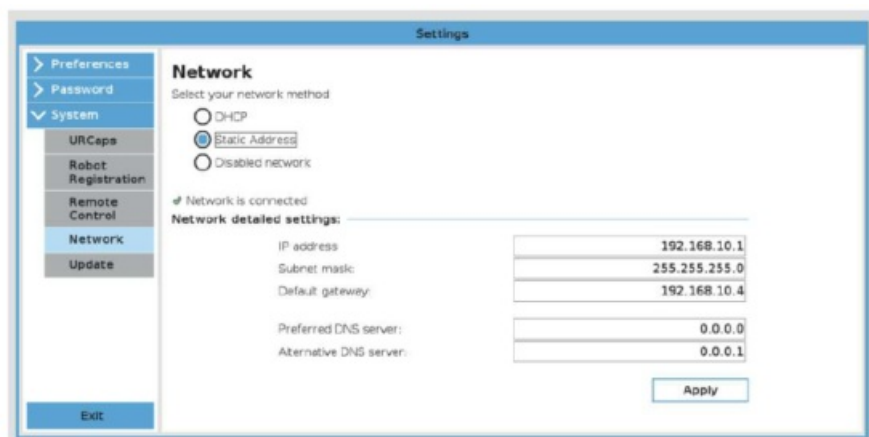 Settings
Preferences
Password
System
URCaps
Robot
Registration
Remote
Control
Network
Update
Exit
Network
Select your network method
DHCP
Static Address
Disabled network
Network is connected
Network detailed settings:
IP address 192.168.10.1
Subnet mask: 255.255.255.0
Default gateway: 192.168.10.4
Preferred DNS server: 0.0.0.0
Alternative DNS server: 0.0.0.1
Apply